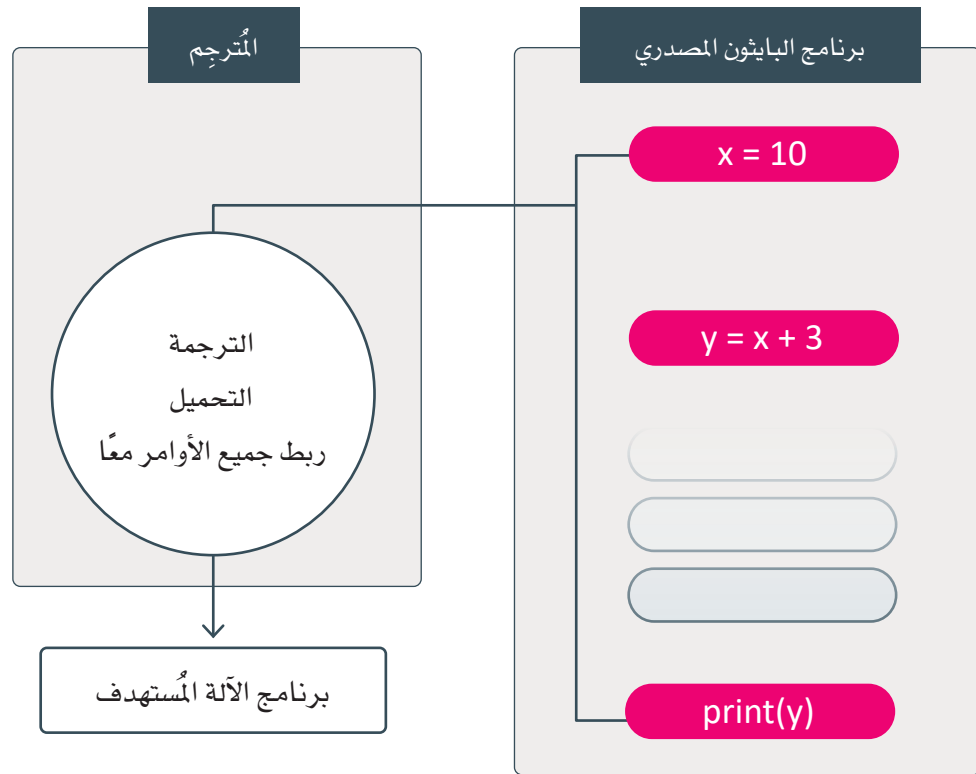 برنامج البايثون المصدري
x = 10
y = x + 3
print(y)
المُترجِم
الترجمة
التحميل
ربط جميع الأوامر معًا
برنامج الآلة المُستهدف